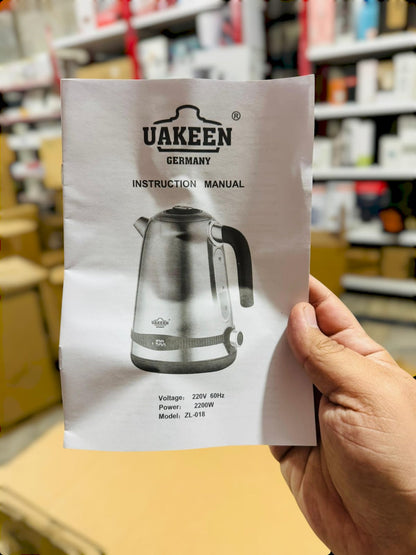 UAKEEN®
GERMANY
INSTRUCTION MANUAL
UAKEEN
Voltage: 220V 60Hz
Power: 2200W
Model: ZL-018